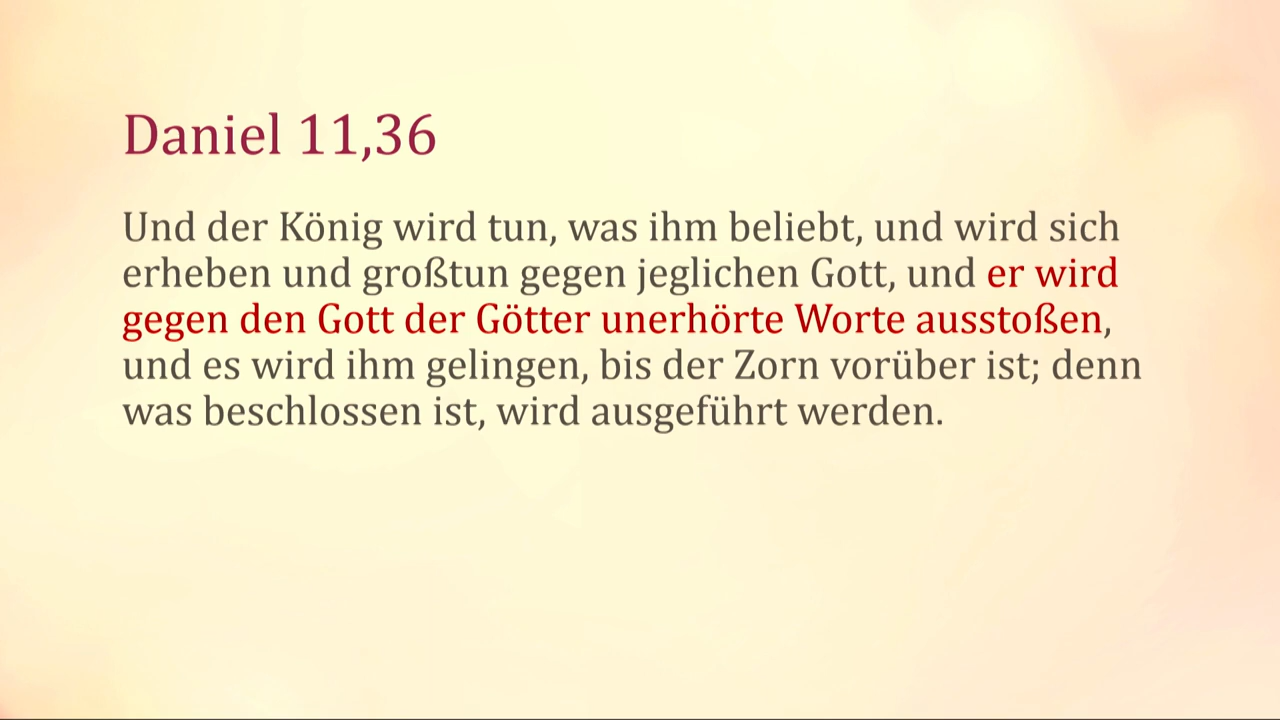 Daniel 11,36
Und der König wird tun, was ihm beliebt, und wird sich
erheben und großtun gegen jeglichen Gott, und er wird
gegen den Gott der Götter unerhörte Worte ausstoßen,
und es wird ihm gelingen, bis der Zorn vorüber ist; denn
was beschlossen ist, wird ausgeführt werden.